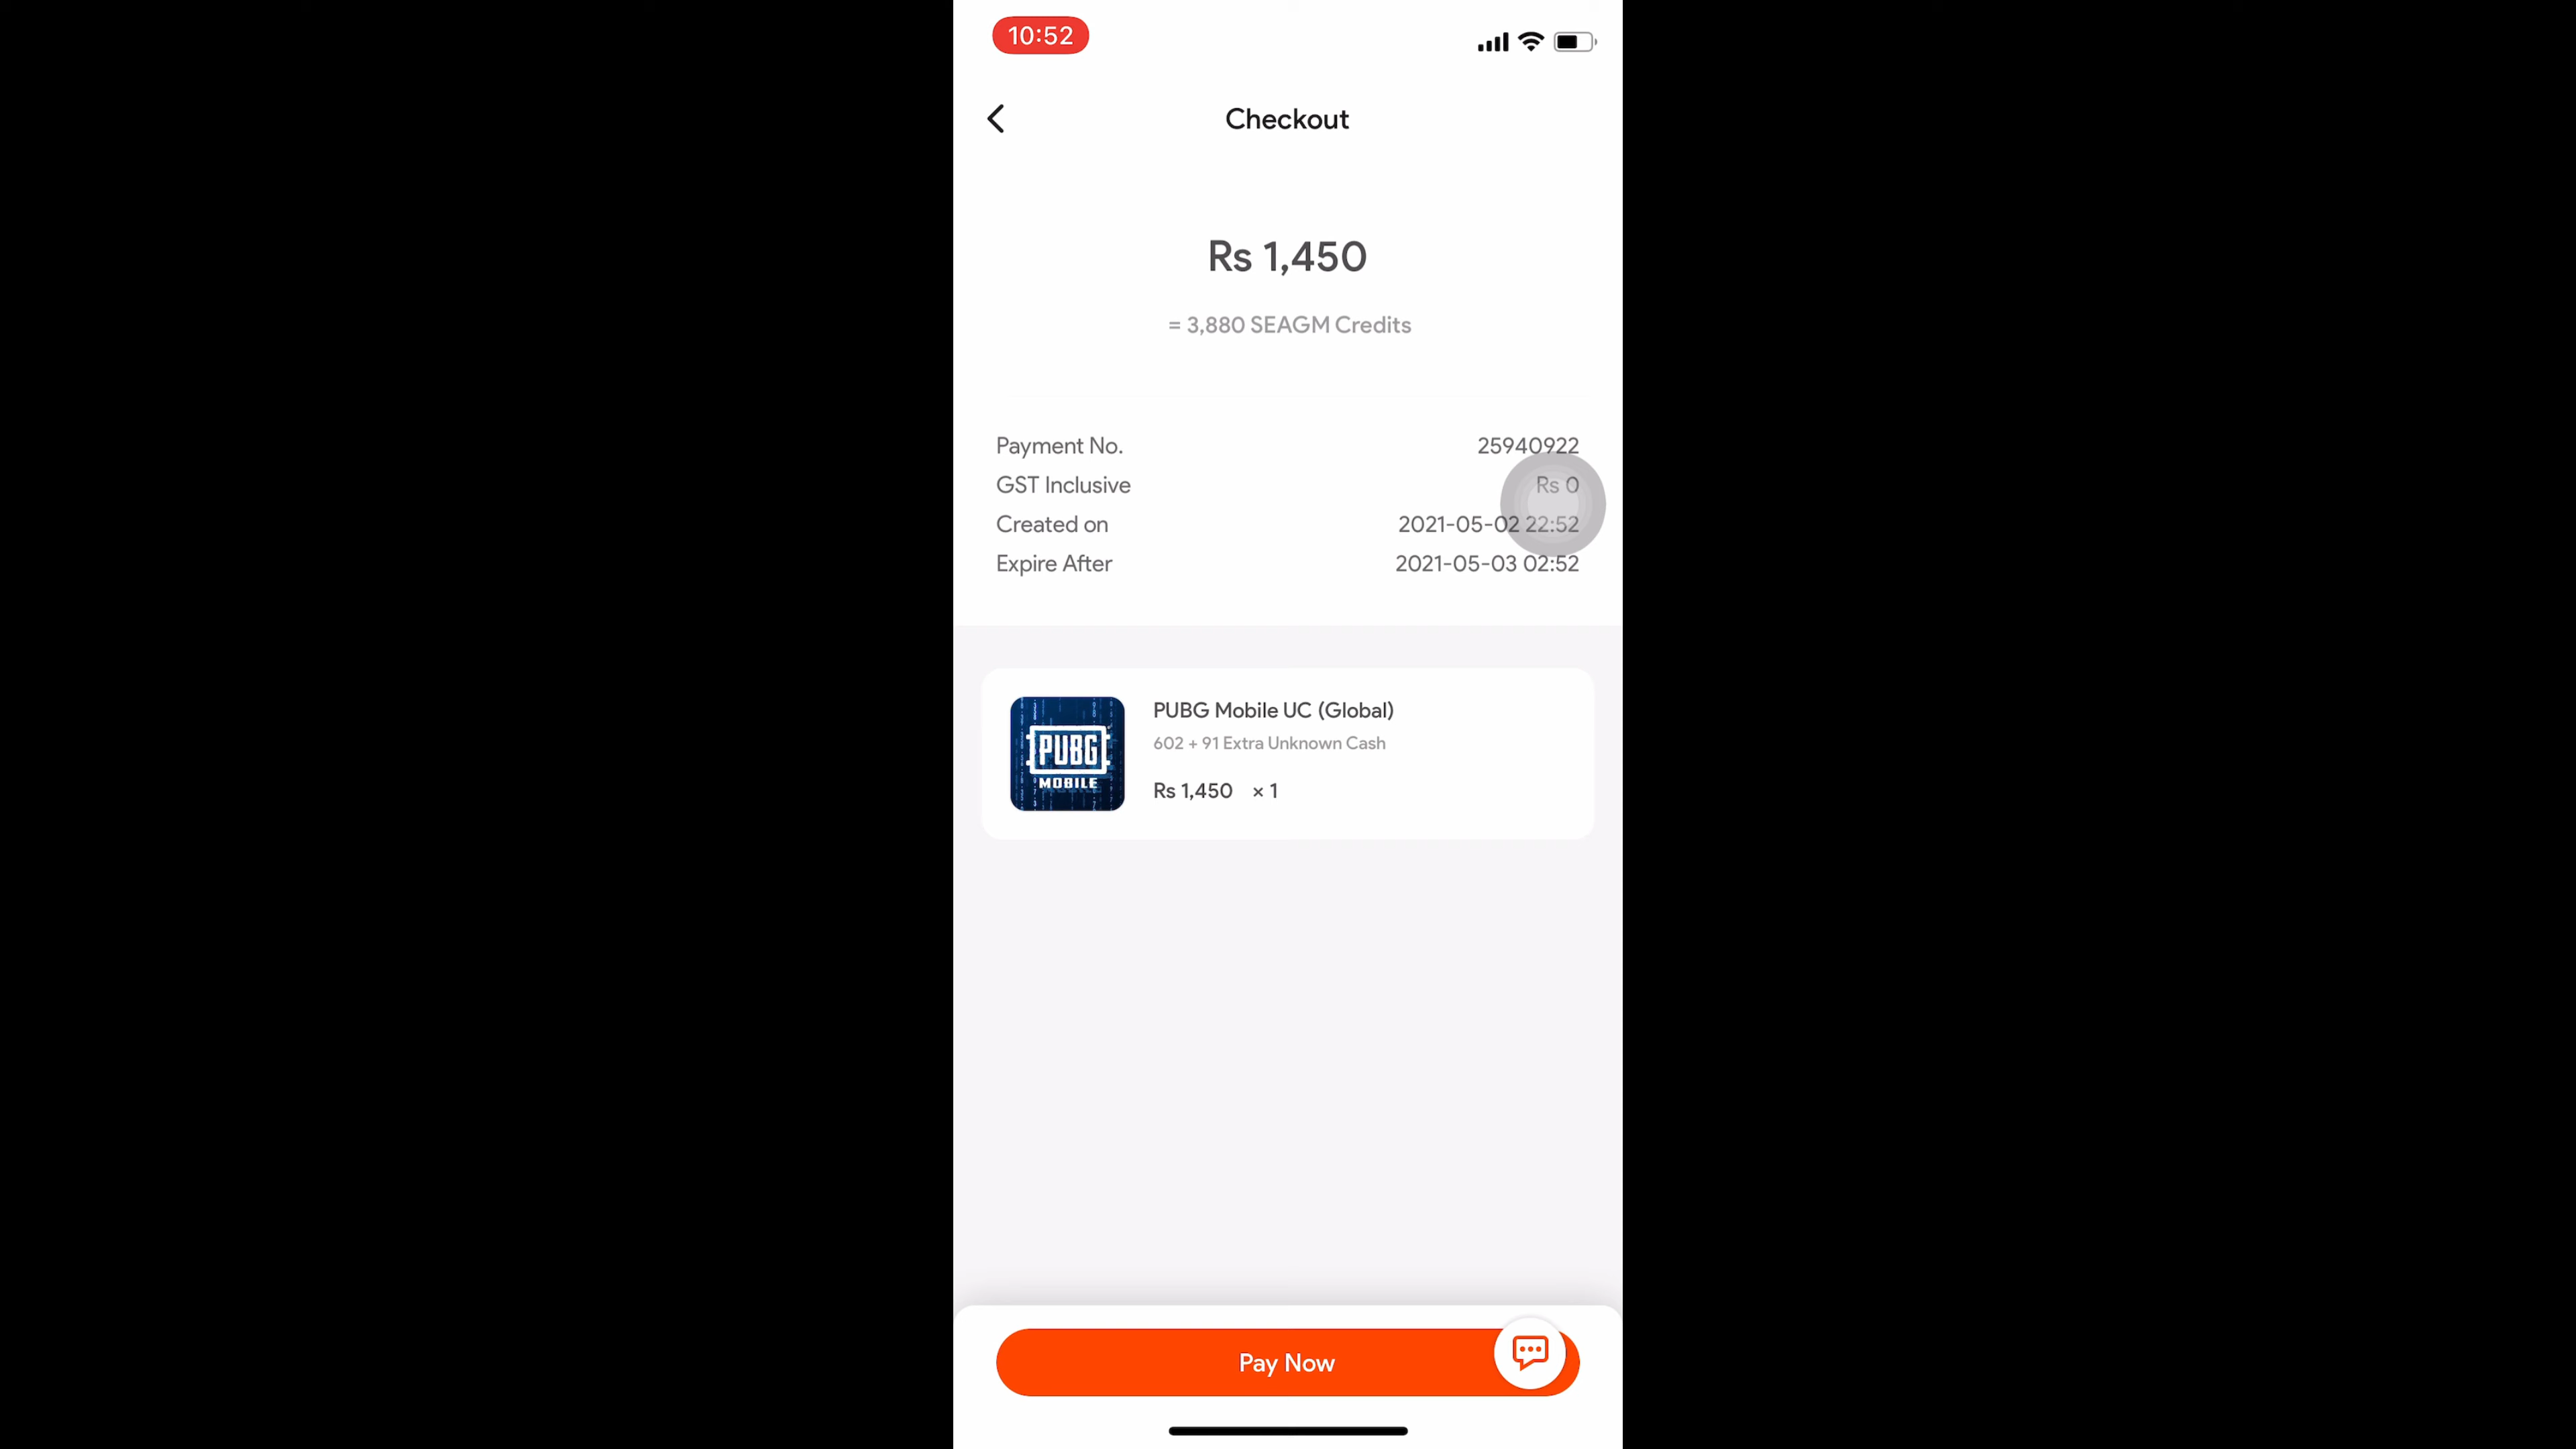 10:52
Checkout
Rs 1,450
= 3,880 SEAGM Credits
Payment No. 25940922
GST Inclusive Rs 0
Created on 2021-05-02 22:52
Expire After 2021-05-03 02:52
PUBG Mobile UC (Global)
602 + 91 Extra Unknown Cash
PUBG
MOBILE
Rs 1,450 × 1
Pay Now